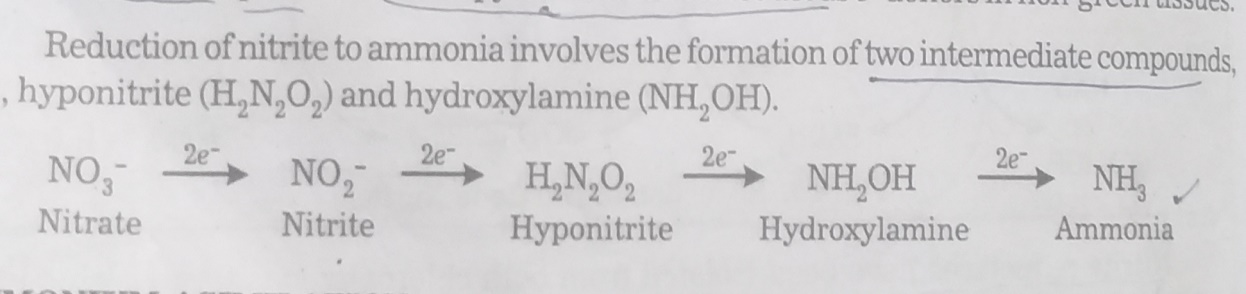 Reduction of nitrite to ammonia involves the formation of two intermediate compounds,
, hyponitrite (H₂N₂O₂) and hydroxylamine (NH₂OH).
NO₃⁻ 2e⁻→ NO₂⁻ 2e⁻→ H₂N₂O₂ 2e⁻→ NH₂OH 2e⁻→ NH₃ ✓
Nitrate Nitrite Hyponitrite Hydroxylamine Ammonia